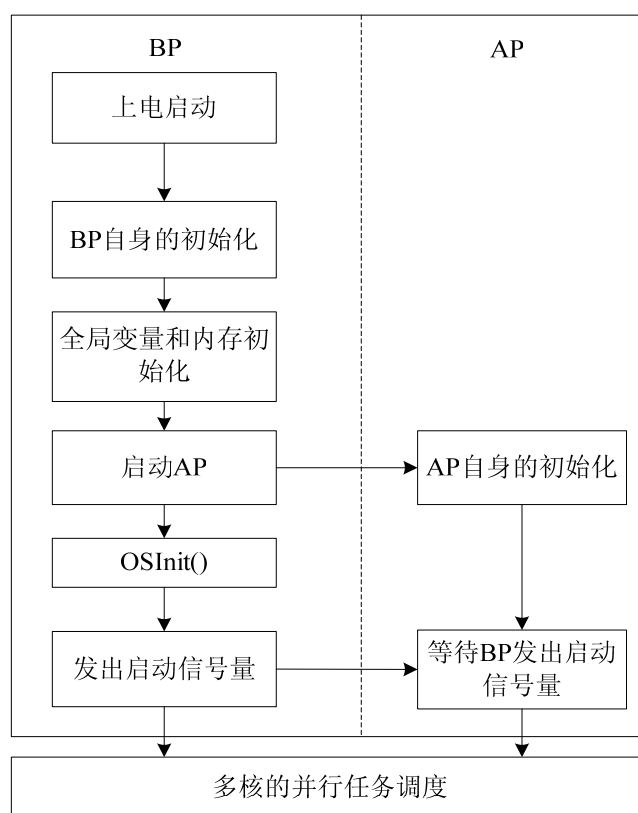 BP
AP
上电启动
BP自身的初始化
全局变量和内存初
始化
启动AP
AP自身的初始化
OSInit()
发出启动信号量
等待BP发出启动
信号量
多核的并行任务调度